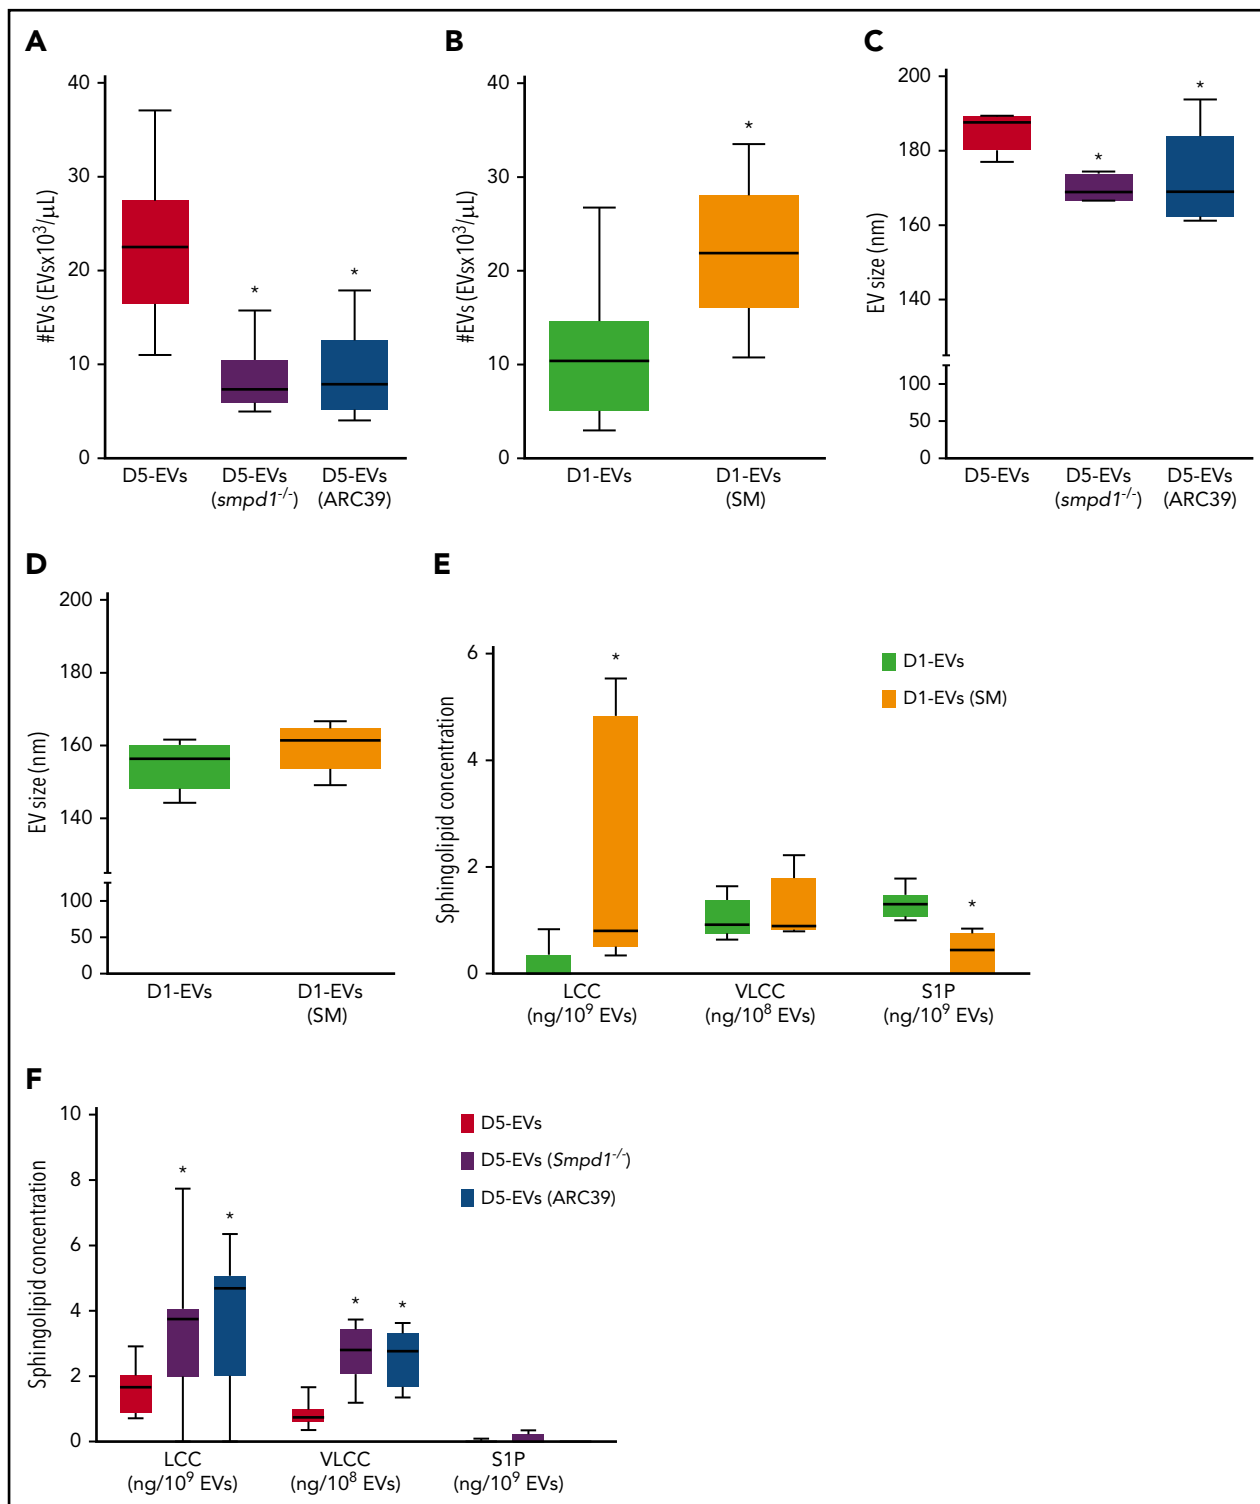 A
#EVs (EVsx10³/μL)
40
30
20
10
0
*
*
D5-EVs
D5-EVs
(smpd1⁻/⁻)
D5-EVs
(ARC39)
B
#EVs (EVsx10³/μL)
40
30
20
10
0
*
D1-EVs
D1-EVs
(SM)
C
EV size (nm)
200
180
160
140
100
50
0
*
*
D5-EVs
D5-EVs
(smpd1⁻/⁻)
D5-EVs
(ARC39)
D
EV size (nm)
200
180
160
140
100
50
0
D1-EVs
D1-EVs
(SM)
E
Sphingolipid concentration
6
4
2
0
*
*
D1-EVs
D1-EVs (SM)
LCC
(ng/10⁹ EVs)
VLCC
(ng/10⁸ EVs)
S1P
(ng/10⁹ EVs)
F
Sphingolipid concentration
10
8
6
4
2
0
*
*
*
*
D5-EVs
D5-EVs (Smpd1⁻/⁻)
D5-EVs (ARC39)
LCC
(ng/10⁹ EVs)
VLCC
(ng/10⁸ EVs)
S1P
(ng/10⁹ EVs)